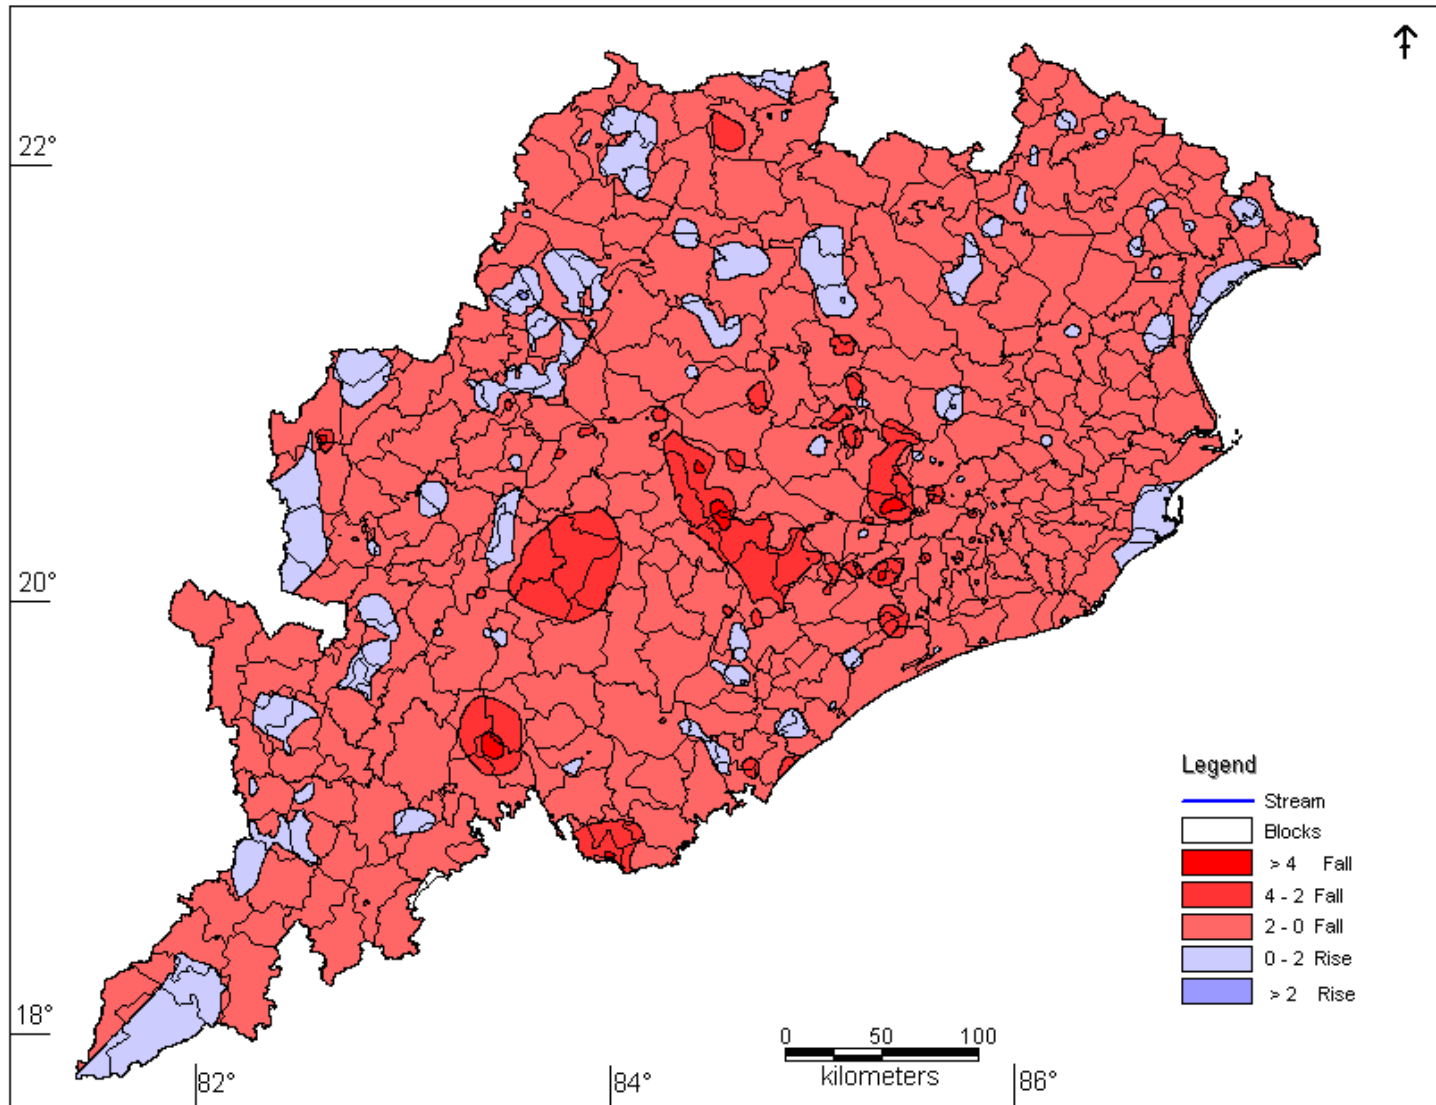 22°
20°
18°
82°
84°
86°
0 50 100
kilometers
Legend
Stream
Blocks
> 4 Fall
4 - 2 Fall
2 - 0 Fall
0 - 2 Rise
> 2 Rise